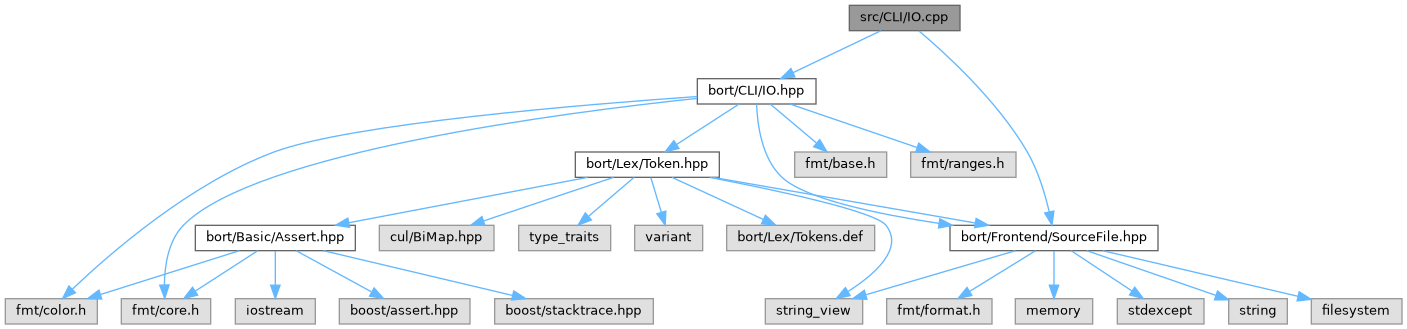 src/CLI/IO.cpp
bort/CLI/IO.hpp
bort/Lex/Token.hpp
fmt/base.h
fmt/ranges.h
bort/Basic/Assert.hpp
cul/BiMap.hpp
type_traits
variant
bort/Lex/Tokens.def
bort/Frontend/SourceFile.hpp
fmt/color.h
fmt/core.h
iostream
boost/assert.hpp
boost/stacktrace.hpp
string_view
fmt/format.h
memory
stdexcept
string
filesystem